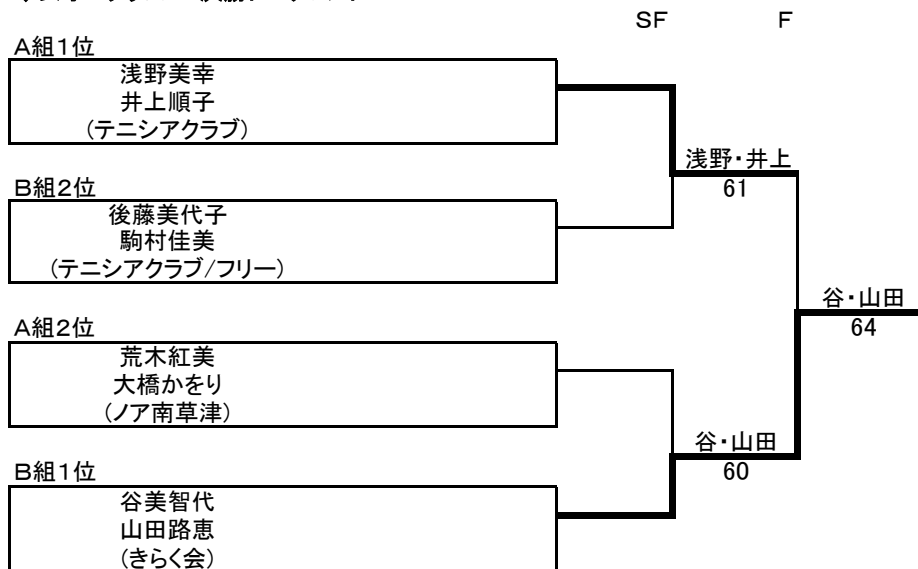 SF F
A組1位
浅野美幸
井上順子
(テニシアクラブ)
浅野・井上
61
B組2位
後藤美代子
駒村佳美
(テニシアクラブ/フリー)
谷・山田
64
A組2位
荒木紅美
大橋かをり
(ノア南草津)
谷・山田
60
B組1位
谷美智代
山田路恵
(きらく会)